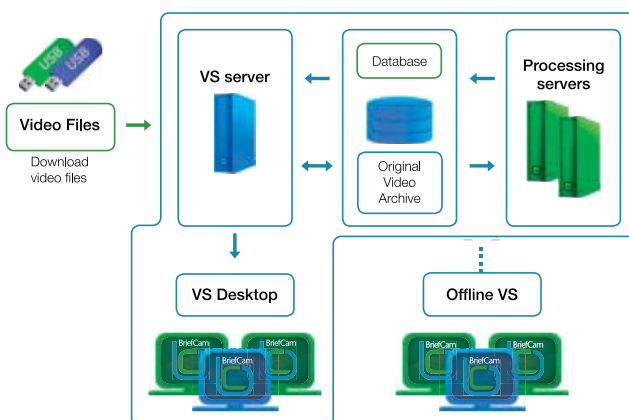 USB
USB
Video Files
Download
video files
VS server
Database
Original
Video
Archive
Processing
servers
VS Desktop
BriefCam
BriefCam
BriefCam
Offline VS
BriefCam
BriefCam
BriefCam